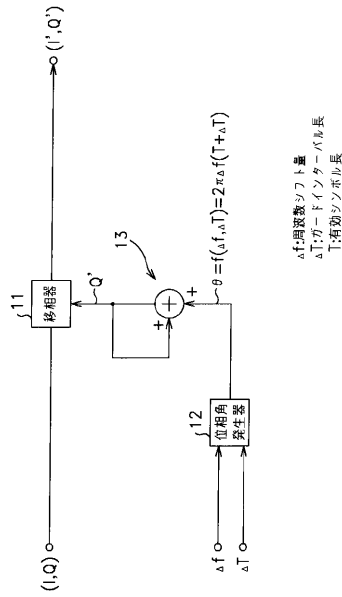 (I,Q)
11
移相器
(I',Q')
Q'
13
+
+
+
θ=f(Δf,ΔT)=2πΔf(T+ΔT)
12
位相角
発生器
Δf
ΔT
Δf:周波数シフト量
ΔT:ガードインターバル長
T:有効シンボル長